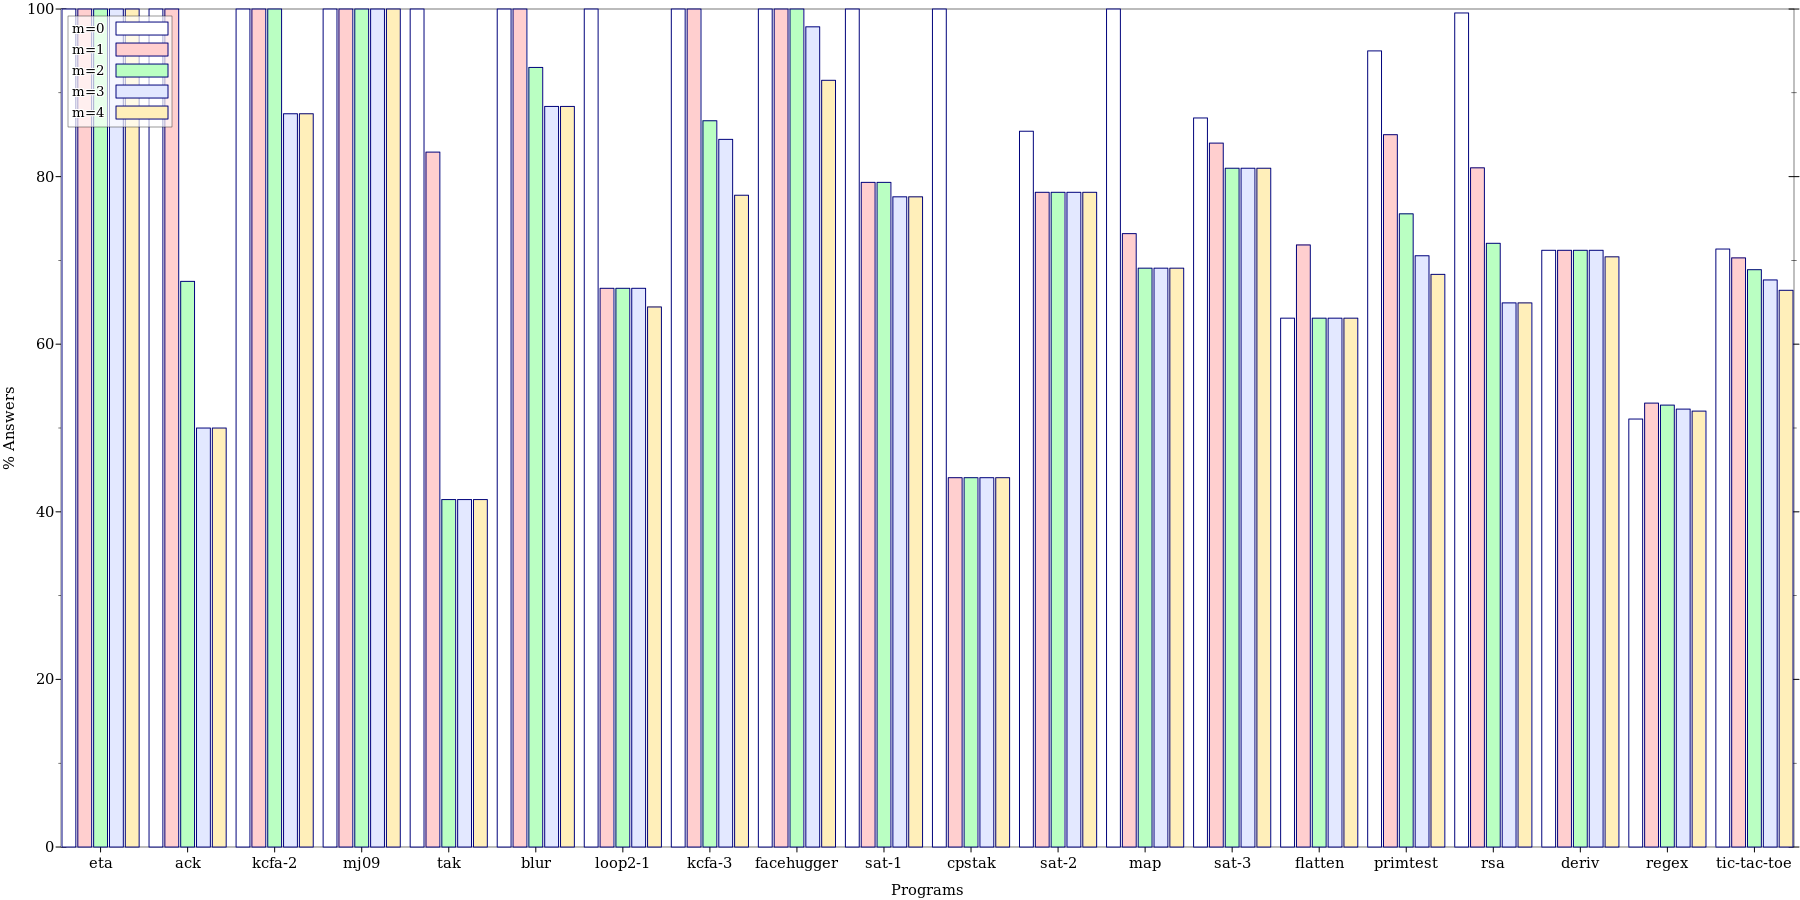 100
80
60
40
20
0
% Answers
m=0
m=1
m=2
m=3
m=4
eta ack kcfa-2 mj09 tak blur loop2-1 kcfa-3 facehugger sat-1 cpstak sat-2 map sat-3 flatten primtest rsa deriv regex tic-tac-toe
Programs